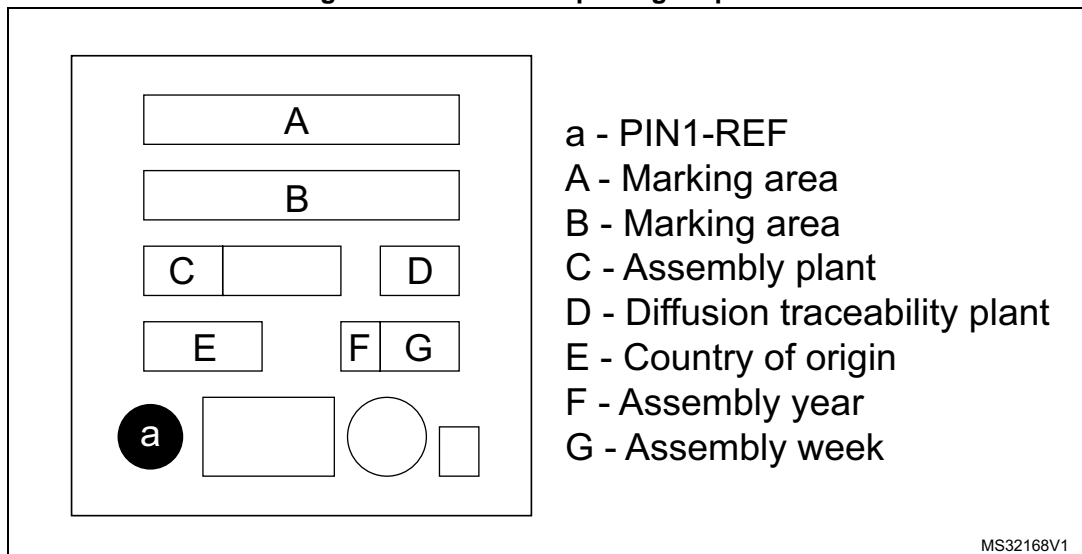 A
B
C D
E F G
a
a - PIN1-REF
A - Marking area
B - Marking area
C - Assembly plant
D - Diffusion traceability plant
E - Country of origin
F - Assembly year
G - Assembly week
MS32168V1